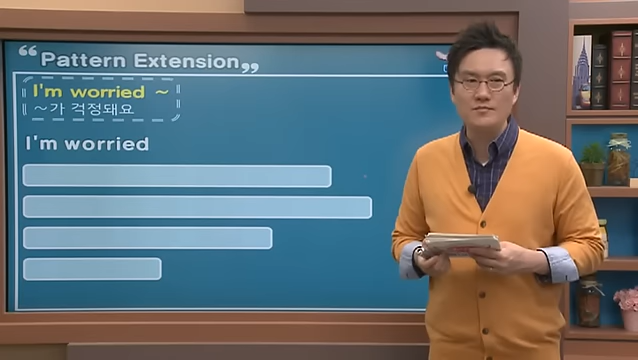 “Pattern Extension„
I'm worried ~
~가 걱정돼요
I'm worried